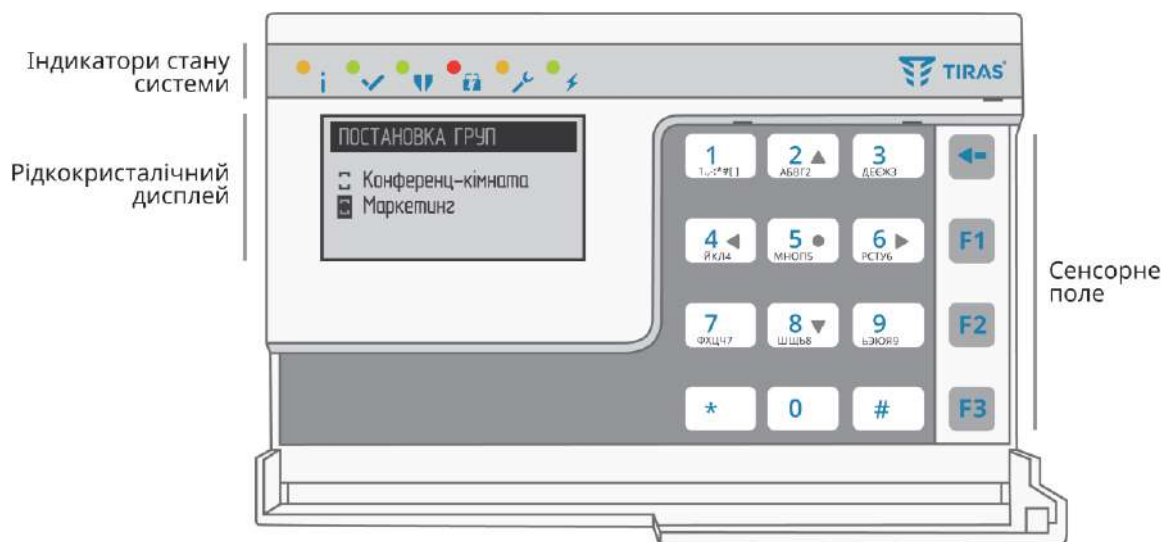 Індикатори стану
системи
TIRAS
Рідкокристалічний
дисплей
ПОСТАНОВКА ГРУП
Конференц-кімната
Маркетинг
1
2
3
АБВГ2
ДЕЄЖЗ
4
5
6
ЙКЛ4
МНОП5
РСТУ6
7
8
9
ФХЦЧ7
ШЩЬ8
ЬЭЮЯ9
*
0
#
F1
F2
F3
Сенсорне
поле